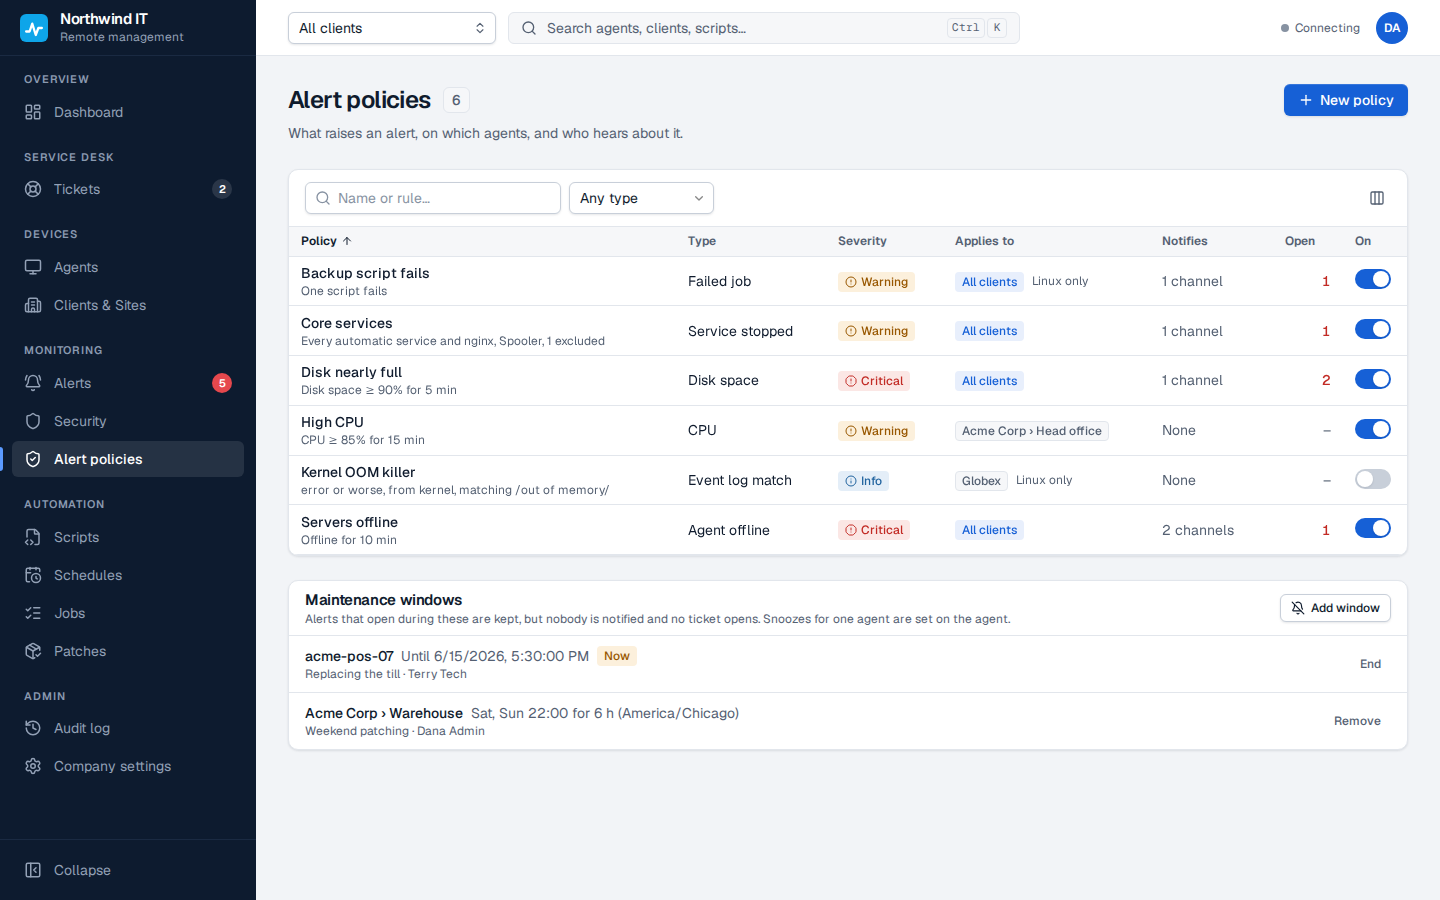 Northwind IT
Remote management
All clients
Search agents, clients, scripts…
Ctrl K
Connecting
DA
OVERVIEW
Dashboard
SERVICE DESK
Tickets 2
DEVICES
Agents
Clients & Sites
MONITORING
Alerts 5
Security
Alert policies
AUTOMATION
Scripts
Schedules
Jobs
Patches
ADMIN
Audit log
Company settings
Collapse
Alert policies 6
What raises an alert, on which agents, and who hears about it.
New policy
Name or rule…
Any type
Policy Type Severity Applies to Notifies Open On
Backup script fails
One script fails
Failed job Warning All clients Linux only 1 channel 1
Core services
Every automatic service and nginx, Spooler, 1 excluded
Service stopped Warning All clients 1 channel 1
Disk nearly full
Disk space ≥ 90% for 5 min
Disk space Critical All clients 1 channel 2
High CPU
CPU ≥ 85% for 15 min
CPU Warning Acme Corp › Head office None –
Kernel OOM killer
error or worse, from kernel, matching /out of memory/
Event log match Info Globex Linux only None –
Servers offline
Offline for 10 min
Agent offline Critical All clients 2 channels 1
Maintenance windows
Alerts that open during these are kept, but nobody is notified and no ticket opens. Snoozes for one agent are set on the agent.
Add window
acme-pos-07 Until 6/15/2026, 5:30:00 PM Now
Replacing the till · Terry Tech
End
Acme Corp › Warehouse Sat, Sun 22:00 for 6 h (America/Chicago)
Weekend patching · Dana Admin
Remove